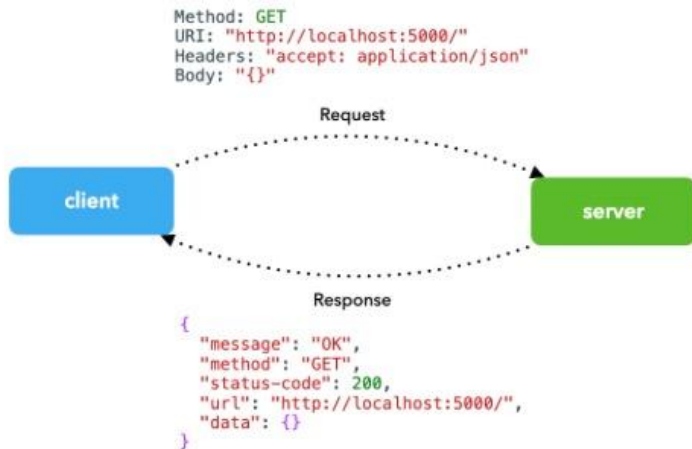 Method: GET
URI: "http://localhost:5000/"
Headers: "accept: application/json"
Body: "{}"
Request
client
server
Response
{
"message": "OK",
"method": "GET",
"status-code": 200,
"url": "http://localhost:5000/",
"data": {}
}